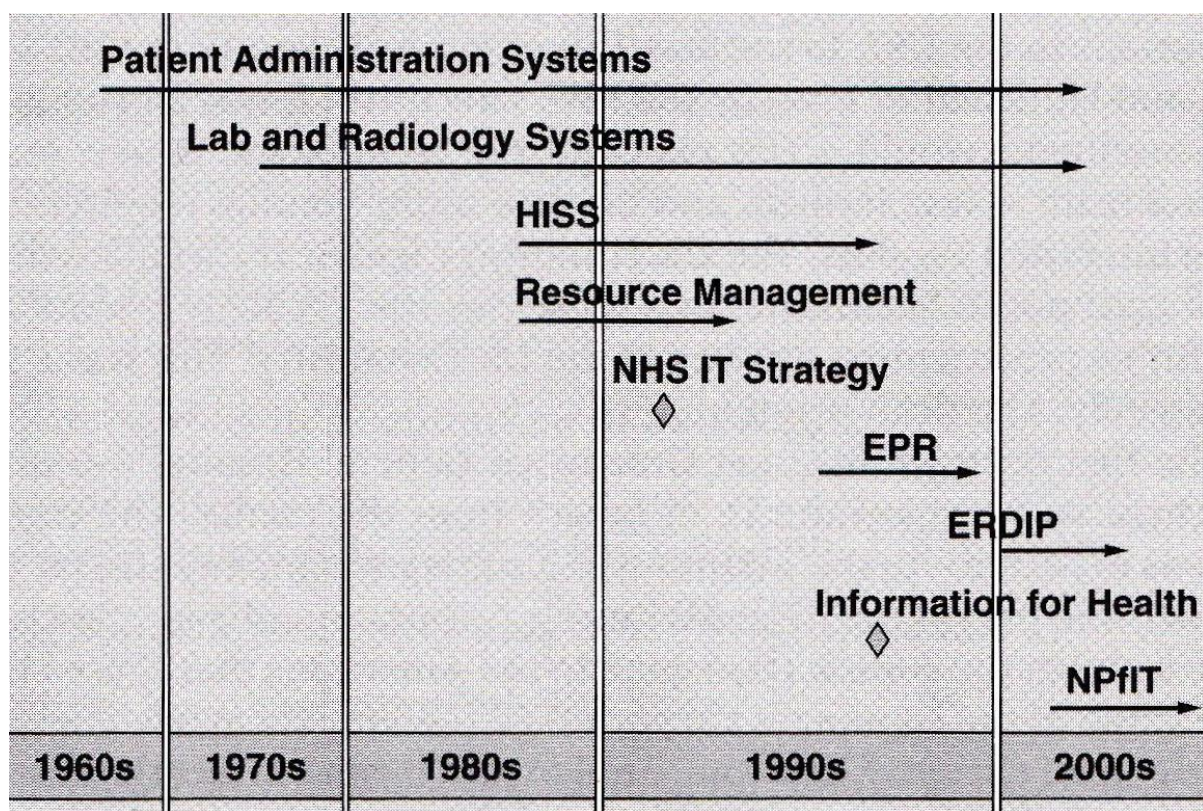 Patient Administration Systems
Lab and Radiology Systems
HISS
Resource Management
NHS IT Strategy
EPR
ERDIP
Information for Health
NPfIT
1960s 1970s 1980s 1990s 2000s